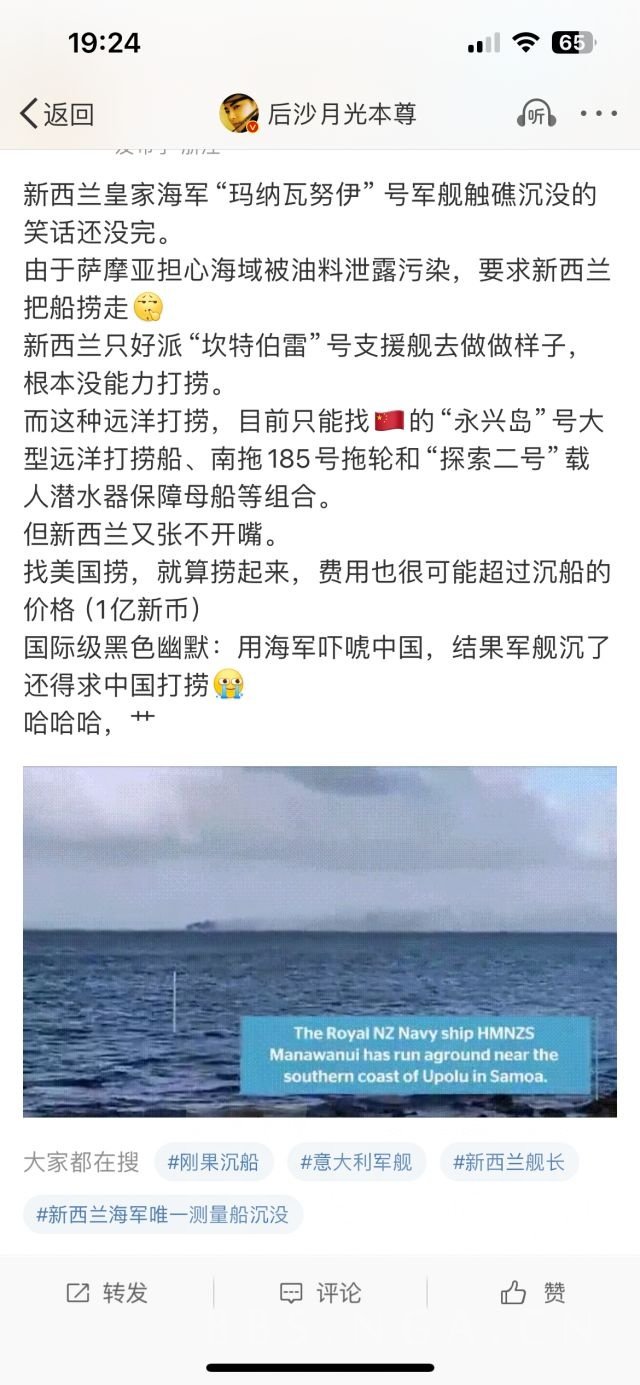 19:24
65
返回
后沙月光本尊
听
新西兰皇家海军“玛纳瓦努伊”号军舰触礁沉没的
笑话还没完。
由于萨摩亚担心海域被油料泄露污染，要求新西兰
把船捞走
新西兰只好派“坎特伯雷”号支援舰去做做样子，
根本没能力打捞。
而这种远洋打捞，目前只能找🇨🇳的“永兴岛”号大
型远洋打捞船、南拖185号拖轮和“探索二号”载
人潜水器保障母船等组合。
但新西兰又张不开嘴。
找美国捞，就算捞起来，费用也很可能超过沉船的
价格（1亿新币）
国际级黑色幽默：用海军吓唬中国，结果军舰沉了
还得求中国打捞😭
哈哈哈，艹
The Royal NZ Navy ship HMNZS
Manawanui has run aground near the
southern coast of Upolu in Samoa.
大家都在搜
#刚果沉船
#意大利军舰
#新西兰舰长
#新西兰海军唯一测量船沉没
转发
评论
赞